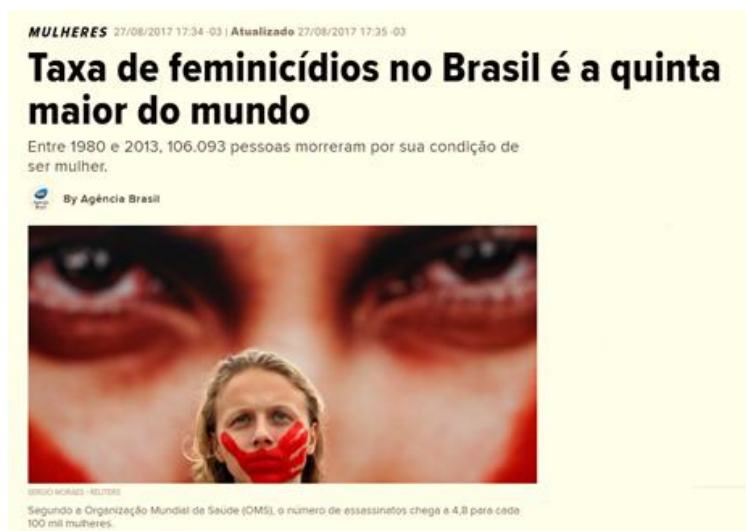 MULHERES 27/08/2017 17:34 -03 | Atualizado 27/08/2017 17:35 -03
Taxa de feminicídios no Brasil é a quinta
maior do mundo
Entre 1980 e 2013, 106.093 pessoas morreram por sua condição de
ser mulher.
By Agência Brasil
SERGIO MORAES / REUTERS
Segundo a Organização Mundial da Saúde (OMS), o número de assassinatos chega a 4,8 para cada
100 mil mulheres.